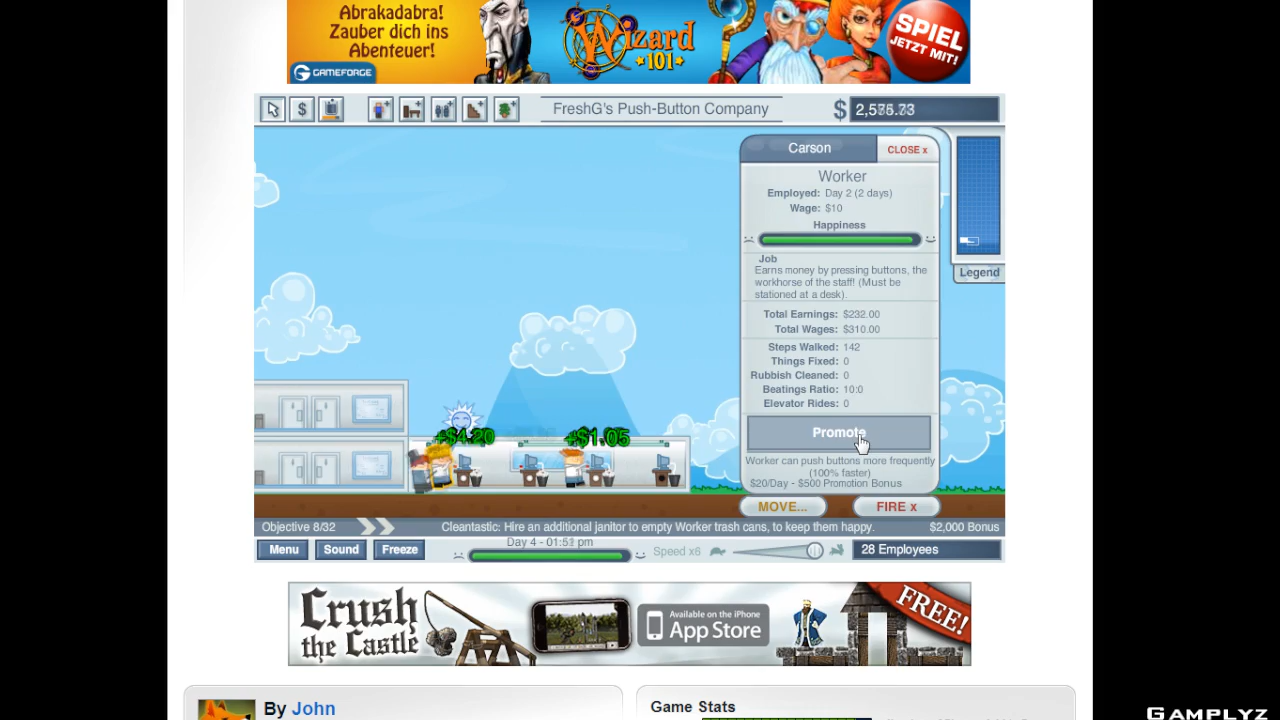 Abrakadabra!
Zauber dich ins
Abenteuer!
GAMEFORGE
Wizard
101
SPIEL
JETZT MIT!
$
FreshG's Push-Button Company
$
Carson
CLOSE x
Worker
Employed: Day 2 (2 days)
Wage: $10
Happiness
Job
Earns money by pressing buttons, the
workhorse of the staff! (Must be
stationed at a desk).
Total Earnings: $232.00
Total Wages: $310.00
Steps Walked: 142
Things Fixed: 0
Rubbish Cleaned: 0
Beatings Ratio: 10:0
Elevator Rides: 0
Promote
Worker can push buttons more frequently
(100% faster)
$20/Day - $500 Promotion Bonus
MOVE...
FIRE x
Legend
+$4.20
+$1.05
Objective 8/32
Cleantastic: Hire an additional janitor to empty Worker trash cans, to keep them happy.
$2,000 Bonus
Menu
Sound
Freeze
Day 4 -
pm
Speed x6
28 Employees
Crush
the Castle
Available on the iPhone
App Store
FREE!
By John
Game Stats
GAMPLYZ